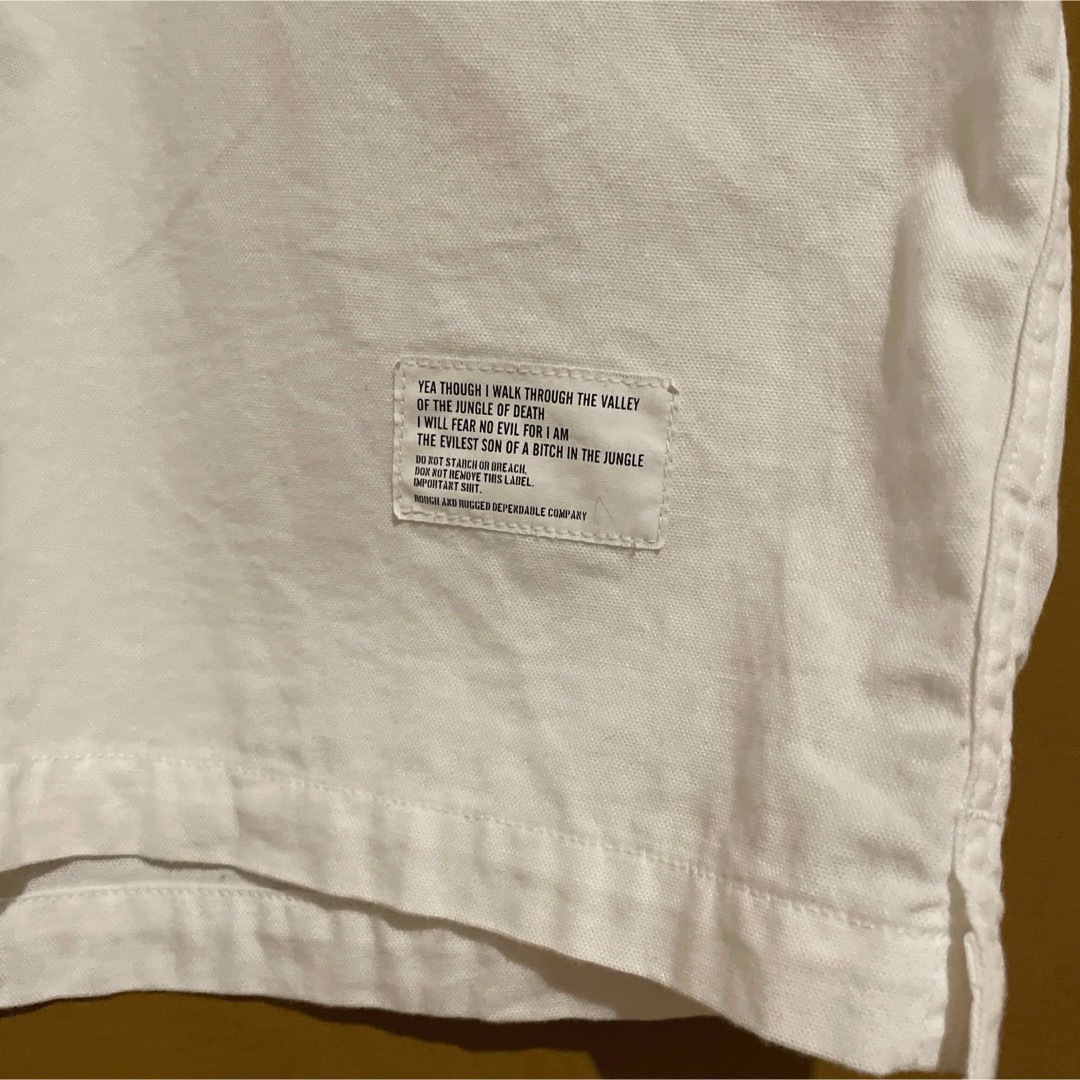 YEA THOUGH I WALK THROUGH THE VALLEY
OF THE JUNGLE OF DEATH
I WILL FEAR NO EVIL FOR I AM
THE EVILEST SON OF A BITCH IN THE JUNGLE
DO NOT STARCH OR BREACH.
DON NOT REMOVE THIS LABEL.
IMPORTANT SHIT.
ROUGH AND RUGGED DEPENDABLE COMPANY